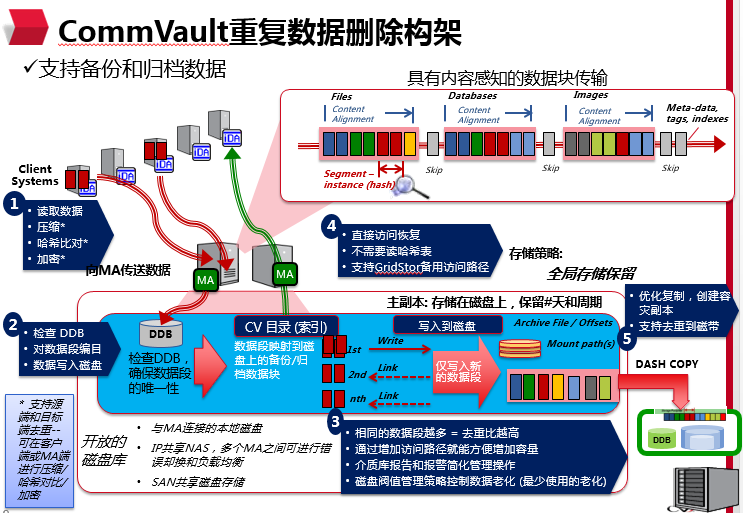 CommVault重复数据删除构架
✓支持备份和归档数据
具有内容感知的数据块传输
Files
Databases
Images
Content Alignment
Content Alignment
Content Alignment
Meta-data, tags, indexes
Segment – instance (hash)
Skip
Skip
Skip
iDA
iDA
iDA
iDA
iDA
Client Systems
1
• 读取数据
• 压缩*
• 哈希比对*
• 加密*
向MA传送数据
MA
MA
4
• 直接访问恢复
• 不需要读哈希表
• 支持GridStor备用访问路径
存储策略:
全局存储保留
主副本: 存储在磁盘上，保留#天和周期
5
• 优化复制，创建容灾副本
• 支持去重到磁带
2
• 检查 DDB
• 对数据段编目
• 数据写入磁盘
DDB
检查DDB，确保数据段的唯一性
CV 目录 (索引)
数据段映射到磁盘上的备份/归档数据块
写入到磁盘
1st
Write
2nd
Link
nth
Link
仅写入新的数据段
Archive File / Offsets
Mount path(s)
DASH COPY
DDB
* 支持源端和目标端去重--可在客户端或MA端进行压缩/哈希对比/加密
开放的磁盘库
• 与MA连接的本地磁盘
• IP共享NAS，多个MA之间可进行错误却换和负载均衡
• SAN共享磁盘存储
3
• 相同的数据段越多 = 去重比越高
• 通过增加访问路径就能方便增加容量
• 介质库报告和报警简化管理操作
• 磁盘阀值管理策略控制数据老化 (最少使用的老化)